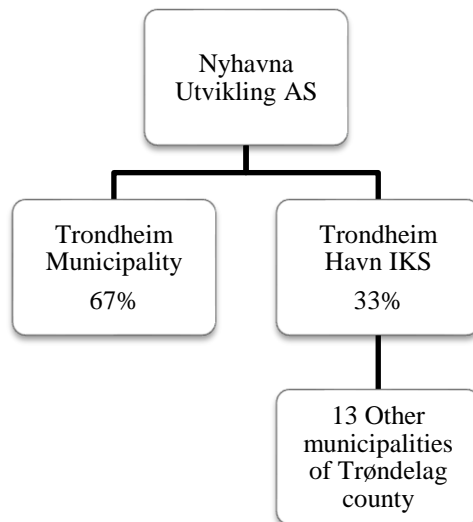 Nyhavna
Utvikling AS
Trondheim
Municipality
67%
Trondheim
Havn IKS
33%
13 Other
municipalities
of Trøndelag
county